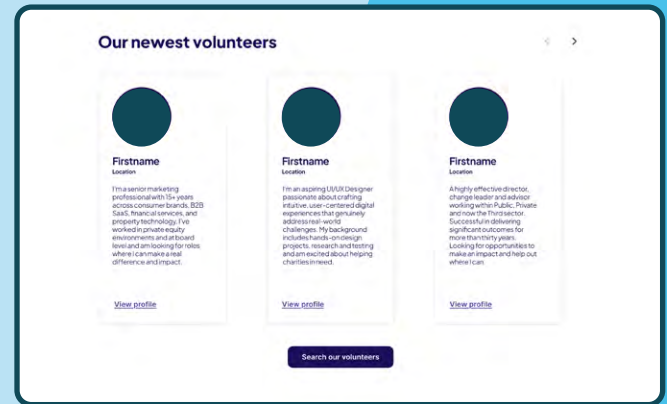 Our newest volunteers
Firstname
Location
I'm a senior marketing
professional with 15+ years
across consumer brands, B2B
SaaS, financial services, and
property technology. I've
worked in private equity
environments and at board
level and am looking for roles
where I can make a real
difference and impact.
View profile
Firstname
Location
I'm an aspiring UI/UX Designer
passionate about crafting
intuitive, user-centered digital
experiences that genuinely
address real-world
challenges. My background
includes hands-on design
projects, research and testing
and am excited about helping
charities in need.
View profile
Firstname
Location
A highly effective director,
change leader and advisor
working within Public, Private
and now the Third sector.
Successful in delivering
significant outcomes for
more than thirty years.
Looking for opportunities to
make an impact and help out
where I can.
View profile
Search our volunteers